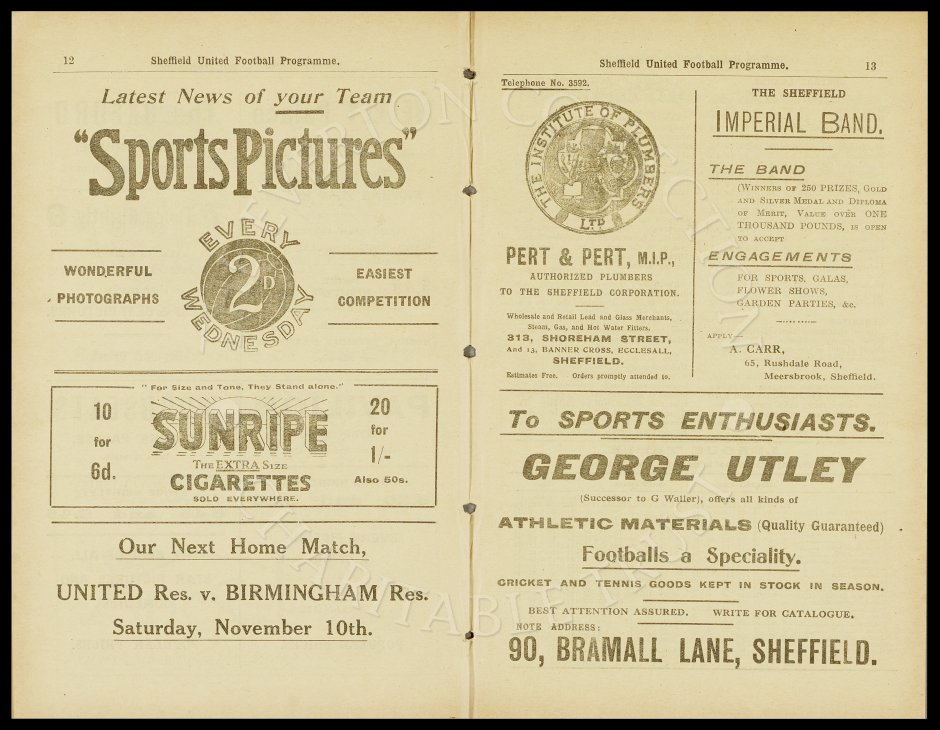 12
Sheffield United Football Programme.
Latest News of your Team
"Sports Pictures"
WONDERFUL
PHOTOGRAPHS
EVERY
2D
WEDNESDAY
EASIEST
COMPETITION
"For Size and Tone, They Stand alone."
10
for
6d.
SUNRIPE
THE EXTRA SIZE
CIGARETTES
SOLD EVERYWHERE.
20
for
1/-
Also 50s.
Our Next Home Match,
UNITED Res. v. BIRMINGHAM Res.
Saturday, November 10th.
Sheffield United Football Programme.
13
Telephone No. 3592.
THE INSTITUTE OF PLUMBERS
LTD
PERT & PERT, M.I.P.,
AUTHORIZED PLUMBERS
TO THE SHEFFIELD CORPORATION.
Wholesale and Retail Lead and Glass Merchants,
Steam, Gas, and Hot Water Fitters.
313, SHOREHAM STREET,
And 13, BANNER CROSS, ECCLESALL,
SHEFFIELD.
Estimates Free. Orders promptly attended to.
THE SHEFFIELD
IMPERIAL BAND.
THE BAND
(WINNERS OF 250 PRIZES, GOLD
AND SILVER MEDAL AND DIPLOMA
OF MERIT, VALUE OVER ONE
THOUSAND POUNDS, IS OPEN
TO ACCEPT
ENGAGEMENTS
FOR SPORTS, GALAS,
FLOWER SHOWS,
GARDEN PARTIES, &c.
APPLY
A. CARR,
65, Rushdale Road,
Meersbrook, Sheffield.
To SPORTS ENTHUSIASTS.
GEORGE UTLEY
(Successor to G Waller), offers all kinds of
ATHLETIC MATERIALS (Quality Guaranteed)
Footballs a Speciality.
CRICKET AND TENNIS GOODS KEPT IN STOCK IN SEASON.
BEST ATTENTION ASSURED. WRITE FOR CATALOGUE.
NOTE ADDRESS:
90, BRAMALL LANE, SHEFFIELD.
EVERTON COLLECTION
CHARITABLE TRUST